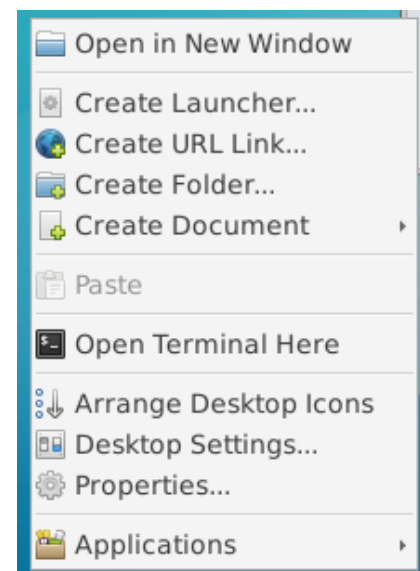 Open in New Window
Create Launcher...
Create URL Link...
Create Folder...
Create Document
Paste
Open Terminal Here
Arrange Desktop Icons
Desktop Settings...
Properties...
Applications